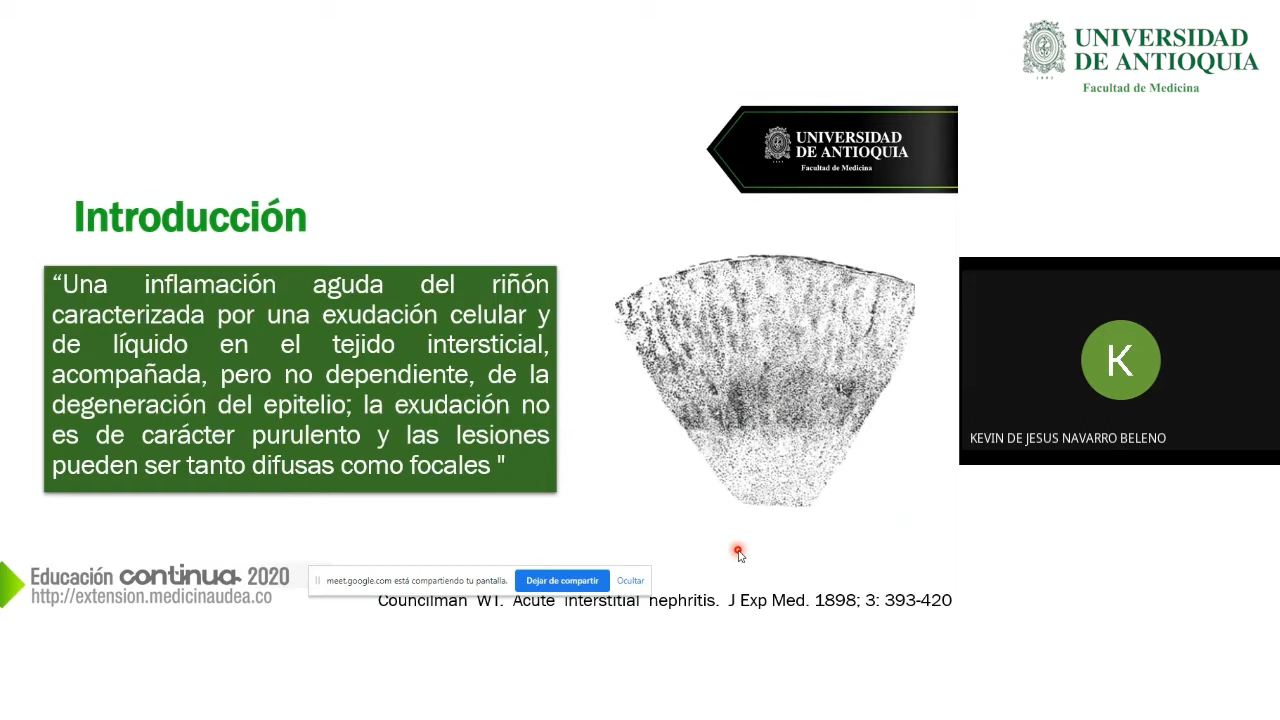 UNIVERSIDAD
DE ANTIOQUIA
Facultad de Medicina
1803
UNIVERSIDAD
DE ANTIOQUIA
Facultad de Medicina
Introducción
“Una inflamación aguda del riñón
caracterizada por una exudación celular y
de líquido en el tejido intersticial,
acompañada, pero no dependiente, de la
degeneración del epitelio; la exudación no
es de carácter purulento y las lesiones
pueden ser tanto difusas como focales "
K
KEVIN DE JESUS NAVARRO BELENO
Educación continua 2020
http://extension.medicinaudea.co
meet.google.com está compartiendo tu pantalla. Dejar de compartir Ocultar
Councilman WT. Acute interstitial nephritis. J Exp Med. 1898; 3: 393-420